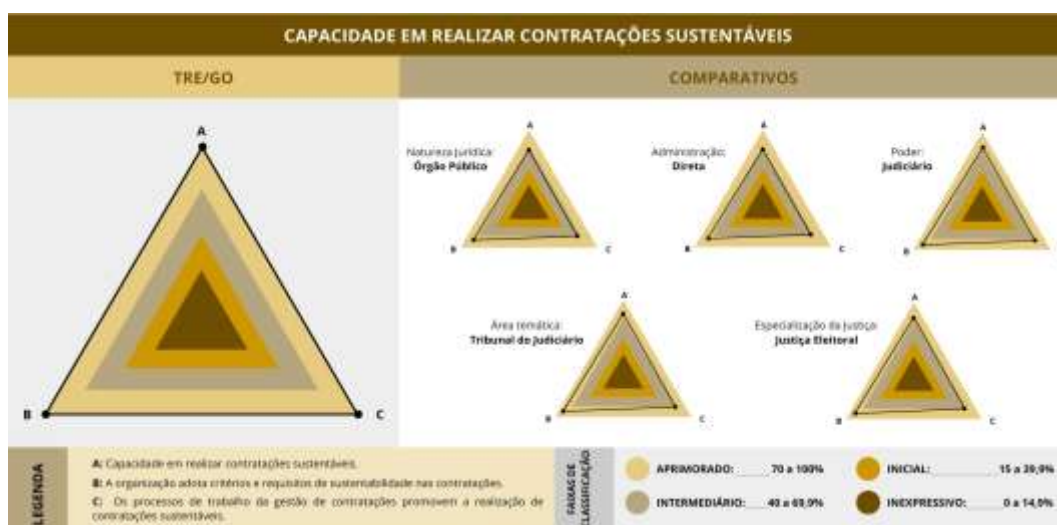 CAPACIDADE EM REALIZAR CONTRATAÇÕES SUSTENTÁVEIS
TRE/GO
COMPARATIVOS
A
B
C
Natureza Jurídica:
Órgão Público
A
B
C
Administração:
Direta
A
B
C
Poder:
Judiciário
A
B
C
Área temática:
Tribunal do Judiciário
A
B
C
Especialização da Justiça:
Justiça Eleitoral
A
B
C
LEGENDA
A: Capacidade em realizar contratações sustentáveis.
B: A organização adota critérios e requisitos de sustentabilidade nas contratações.
C: Os processos de trabalho da gestão de contratações promovem a realização de
contratações sustentáveis.
FAIXAS DE
CLASSIFICAÇÃO
APRIMORADO: 70 a 100%
INTERMEDIÁRIO: 40 a 69,9%
INICIAL: 15 a 39,9%
INEXPRESSIVO: 0 a 14,9%